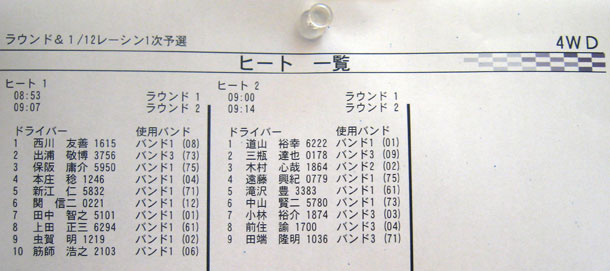 ラウンド& 1/12レーシン1次予選
4WD
ヒート 一覧
ヒート 1
08:53 ラウンド 1
09:07 ラウンド 2
ドライバー 使用バンド
1 西川 友善 1615 バンド1 (08)
2 出浦 敬博 3756 バンド3 (73)
3 保阪 庸介 5950 バンド1 (75)
4 本庄 稔 1246 バンド1 (04)
5 新江 仁 5832 バンド1 (71)
6 関 信二 0221 バンド1 (12)
7 田中 智之 5101 バンド1 (01)
8 上田 正三 6294 バンド1 (61)
9 虫賀 明 1219 バンド1 (02)
10 筋師 浩之 2103 バンド1 (06)
ヒート 2
09:00 ラウンド 1
09:14 ラウンド 2
ドライバー 使用バンド
1 道山 裕幸 6222 バンド1 (01)
2 三瓶 達也 0178 バンド3 (09)
3 木村 心哉 1864 バンド2 (02)
4 遠藤 興紀 0779 バンド1 (75)
5 滝沢 豊 3383 バンド1 (61)
6 中山 賢二 5780 バンド1 (73)
7 小林 裕介 1874 バンド3 (03)
8 前住 諭 1700 バンド3 (04)
9 田端 隆明 1036 バンド3 (71)